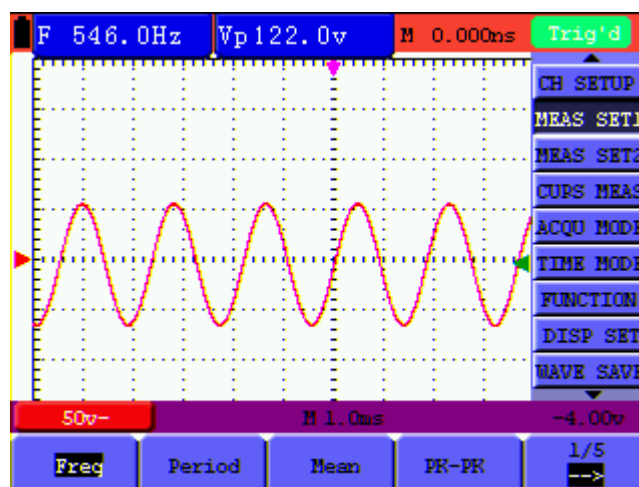 F 546.0Hz Vp122.0v M 0.000ns Trig'd
CH SETUP
MEAS SET1
MEAS SET2
CURS MEAS
ACQU MODE
TIME MODE
FUNCTION
DISP SET
WAVE SAVE
50v~ M 1.0ms -4.00v
Freq Period Mean PK-PK 1/5
-->